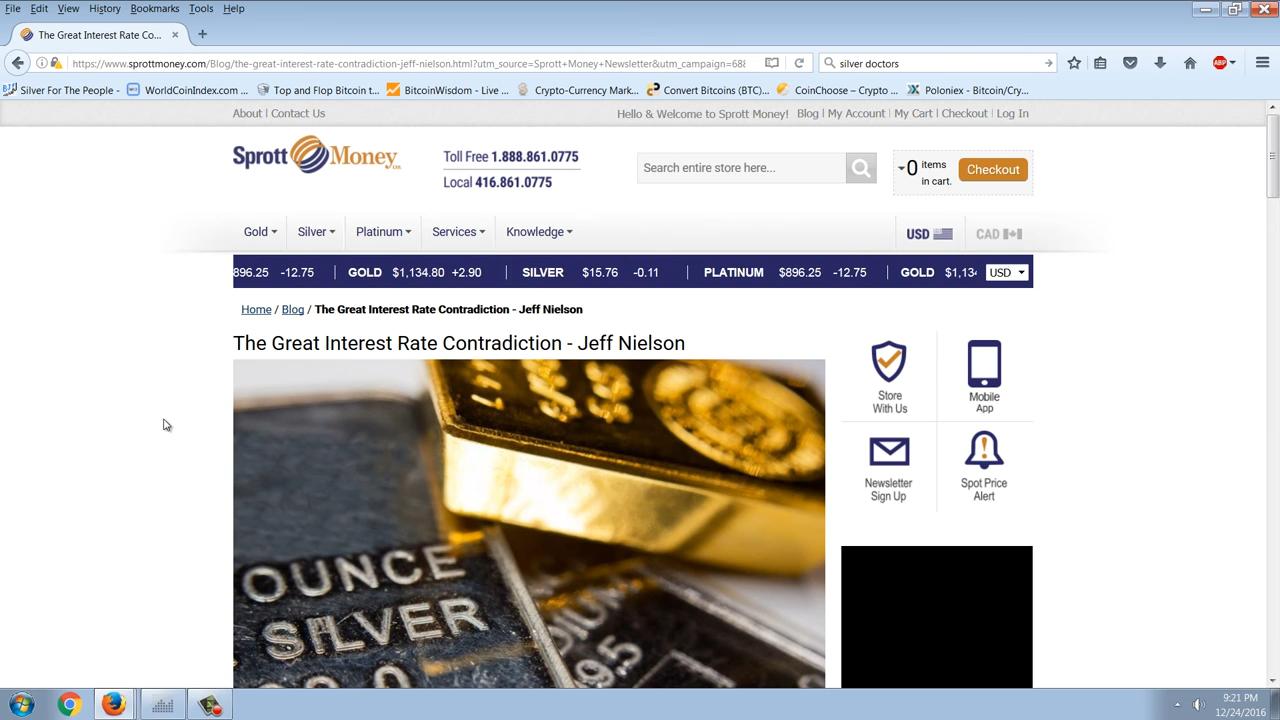 File Edit View History Bookmarks Tools Help
The Great Interest Rate Co...
https://www.sprottmoney.com/Blog/the-great-interest-rate-contradiction-jeff-nielson.html?utm_source=Sprott+Money+Newsletter&utm_campaign=688
silver doctors
ABP
Silver For The People - WorldCoinIndex.com ... Top and Flop Bitcoin t... BitcoinWisdom - Live ... Crypto-Currency Mark... Convert Bitcoins (BTC)... CoinChoose – Crypto ... Poloniex - Bitcoin/Cry...
About | Contact Us
Hello & Welcome to Sprott Money! Blog | My Account | My Cart | Checkout | Log In
Sprott Money
Toll Free 1.888.861.0775
Local 416.861.0775
Search entire store here...
0 items in cart.
Checkout
Gold Silver Platinum Services Knowledge
USD CAD
896.25 -12.75 | GOLD $1,134.80 +2.90 | SILVER $15.76 -0.11 | PLATINUM $896.25 -12.75 | GOLD $1,13 USD
Home / Blog / The Great Interest Rate Contradiction - Jeff Nielson
The Great Interest Rate Contradiction - Jeff Nielson
OUNCE
SILVER
Store
With Us
Mobile
App
Newsletter
Sign Up
Spot Price
Alert
9:21 PM
12/24/2016